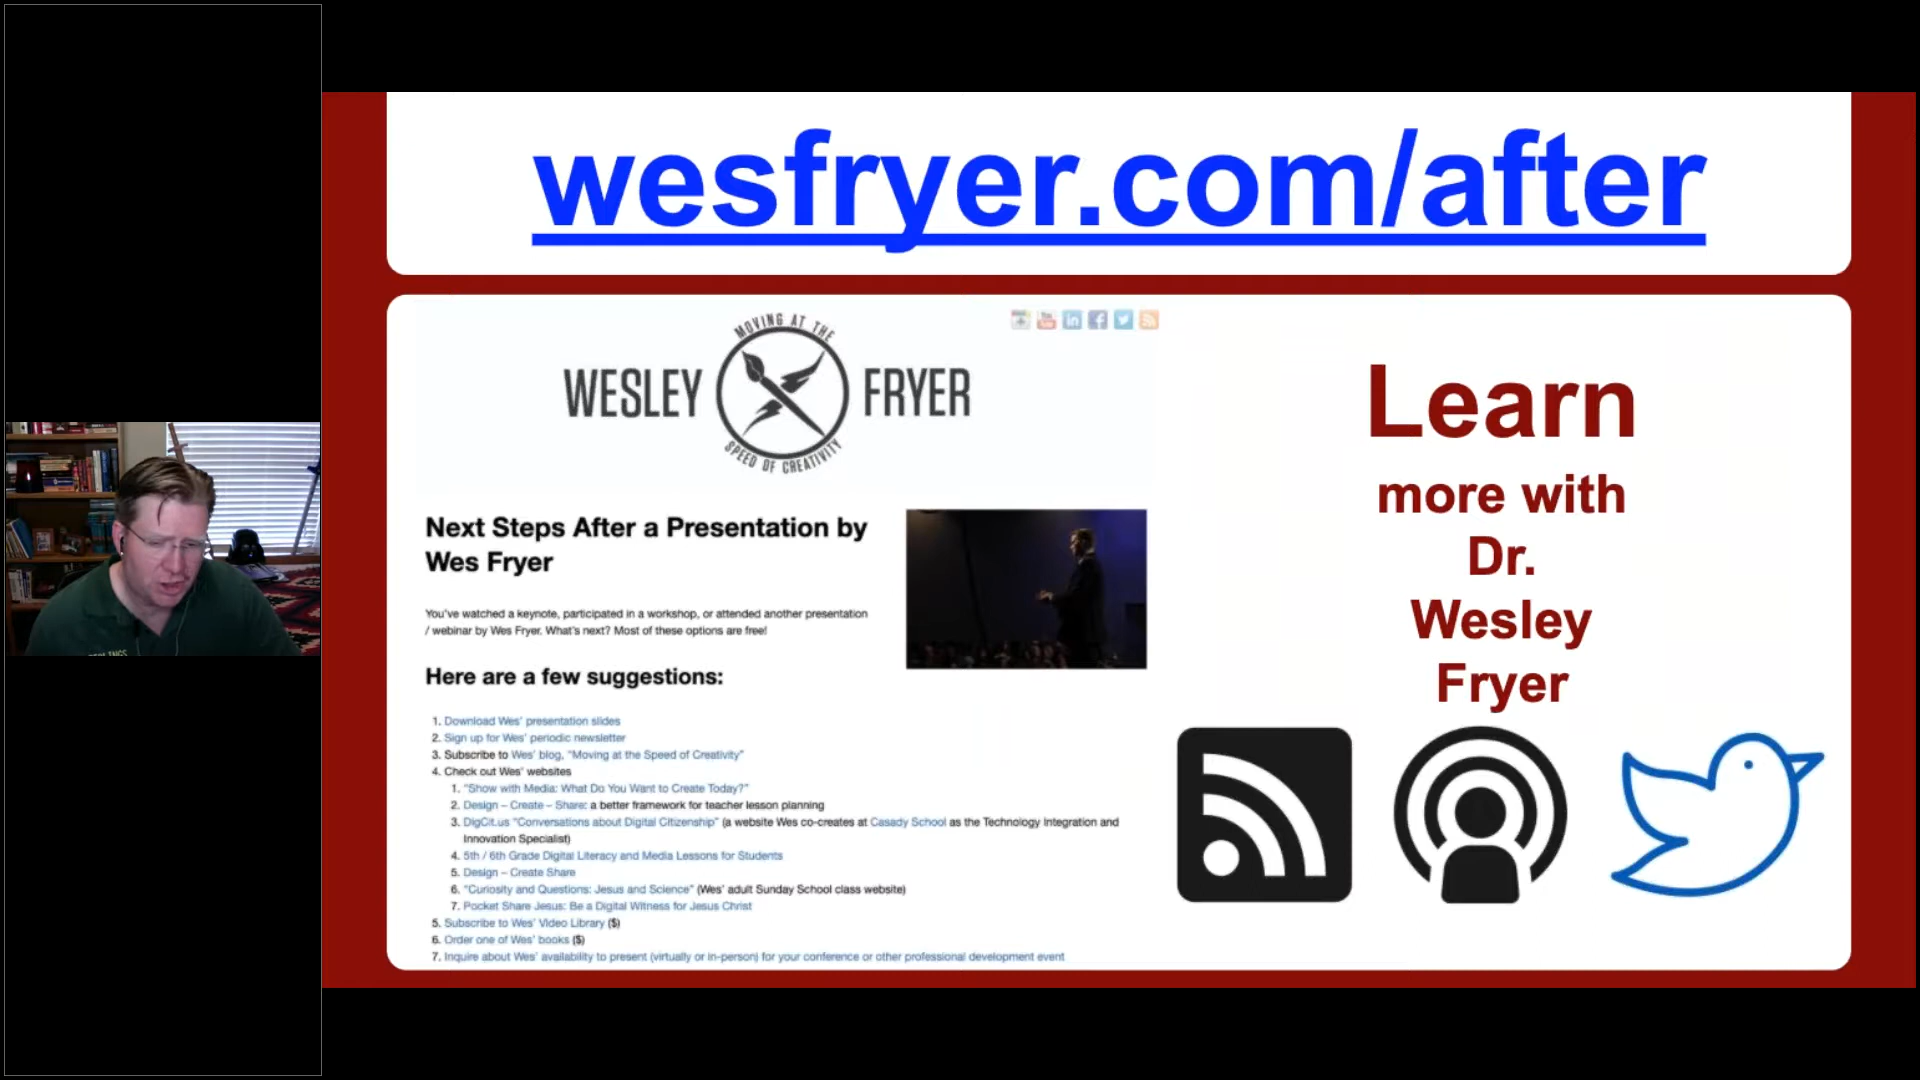 wesfryer.com/after
MOVING AT THE
WESLEY FRYER
SPEED OF CREATIVITY
Next Steps After a Presentation by
Wes Fryer
You've watched a keynote, participated in a workshop, or attended another presentation
/ webinar by Wes Fryer. What's next? Most of these options are free!
Here are a few suggestions:
1. Download Wes' presentation slides
2. Sign up for Wes' periodic newsletter
3. Subscribe to Wes' blog, "Moving at the Speed of Creativity"
4. Check out Wes' websites
1. "Show with Media: What Do You Want to Create Today?"
2. Design – Create – Share: a better framework for teacher lesson planning
3. DigCit.us "Conversations about Digital Citizenship" (a website Wes co-creates at Casady School as the Technology Integration and
Innovation Specialist)
4. 5th / 6th Grade Digital Literacy and Media Lessons for Students
5. Design – Create Share
6. "Curiosity and Questions: Jesus and Science" (Wes' adult Sunday School class website)
7. Pocket Share Jesus: Be a Digital Witness for Jesus Christ
5. Subscribe to Wes' Video Library ($)
6. Order one of Wes' books ($)
7. Inquire about Wes' availability to present (virtually or in-person) for your conference or other professional development event
Learn
more with
Dr.
Wesley
Fryer